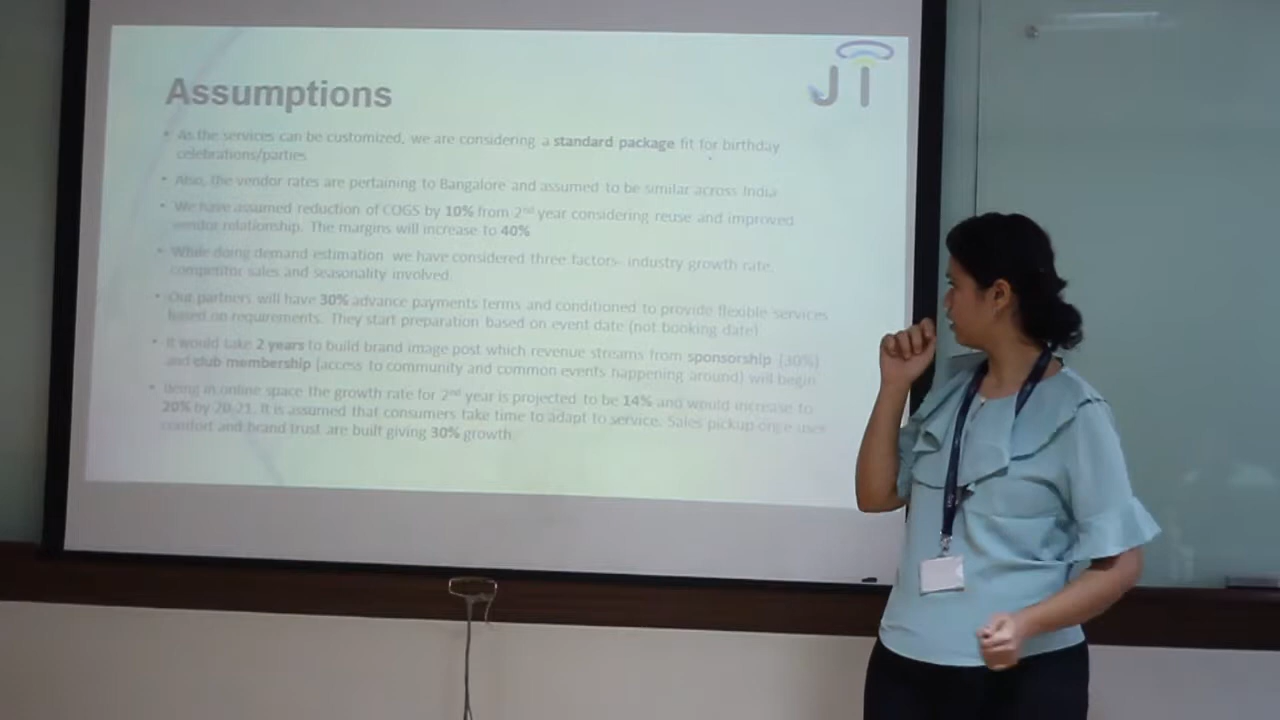 JT
Assumptions
• As the services can be customized, we are considering a standard package fit for birthday
celebrations/parties
• Also, the vendor rates are pertaining to Bangalore and assumed to be similar across India
• We have assumed reduction of COGS by 10% from 2nd year considering reuse and improved
vendor relationship. The margins will increase to 40%
• While doing demand estimation we have considered three factors- industry growth rate,
competitor sales and seasonality involved
• Our partners will have 30% advance payments terms and conditioned to provide flexible services
based on requirements. They start preparation based on event date (not booking date)
• It would take 2 years to build brand image post which revenue streams from sponsorship (30%)
and club membership (access to community and common events happening around) will begin
• Being in online space the growth rate for 2nd year is projected to be 14% and would increase to
20% by 20-21. It is assumed that consumers take time to adapt to service. Sales pickup once user
comfort and brand trust are built giving 30% growth